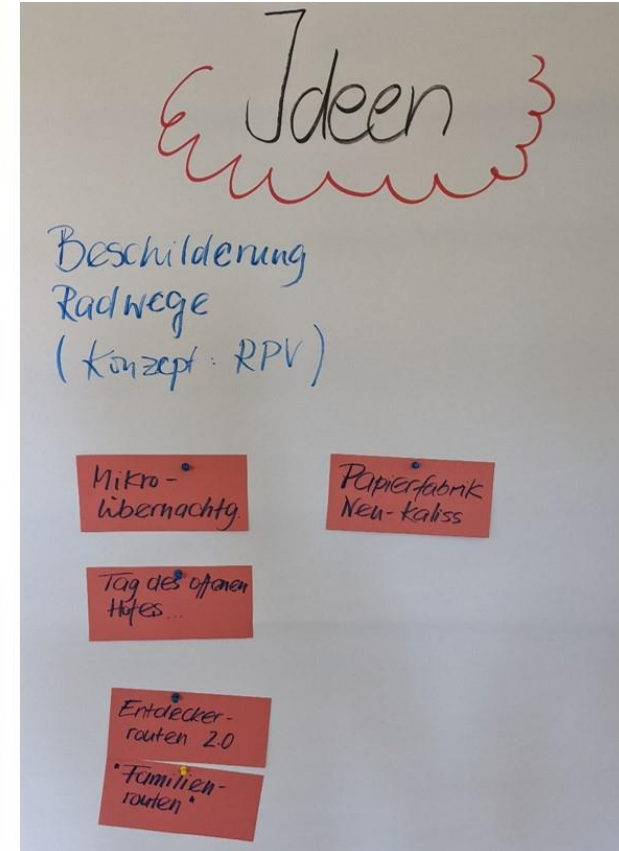 Ideen
Beschilderung
Radwege
(Konzept: RPV)
Mikro-
übernachtg.
Papierfabrik
Neu-Kaliss
Tag des offenen
Hofes...
Entdecker-
routen 2.0
"Familien-
routen"